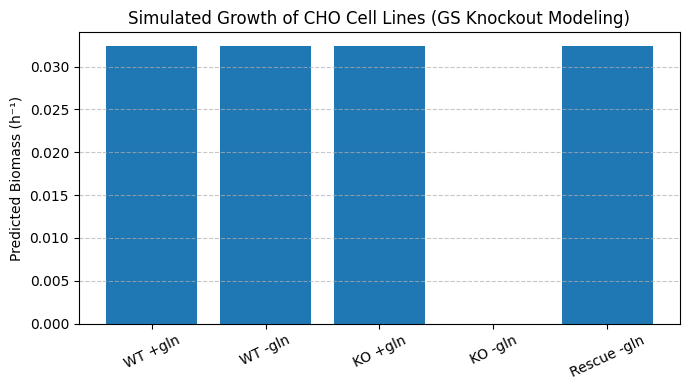 Simulated Growth of CHO Cell Lines (GS Knockout Modeling)
Predicted Biomass (h⁻¹)
0.030
0.025
0.020
0.015
0.010
0.005
0.000
WT +gln
WT -gln
KO +gln
KO -gln
Rescue -gln